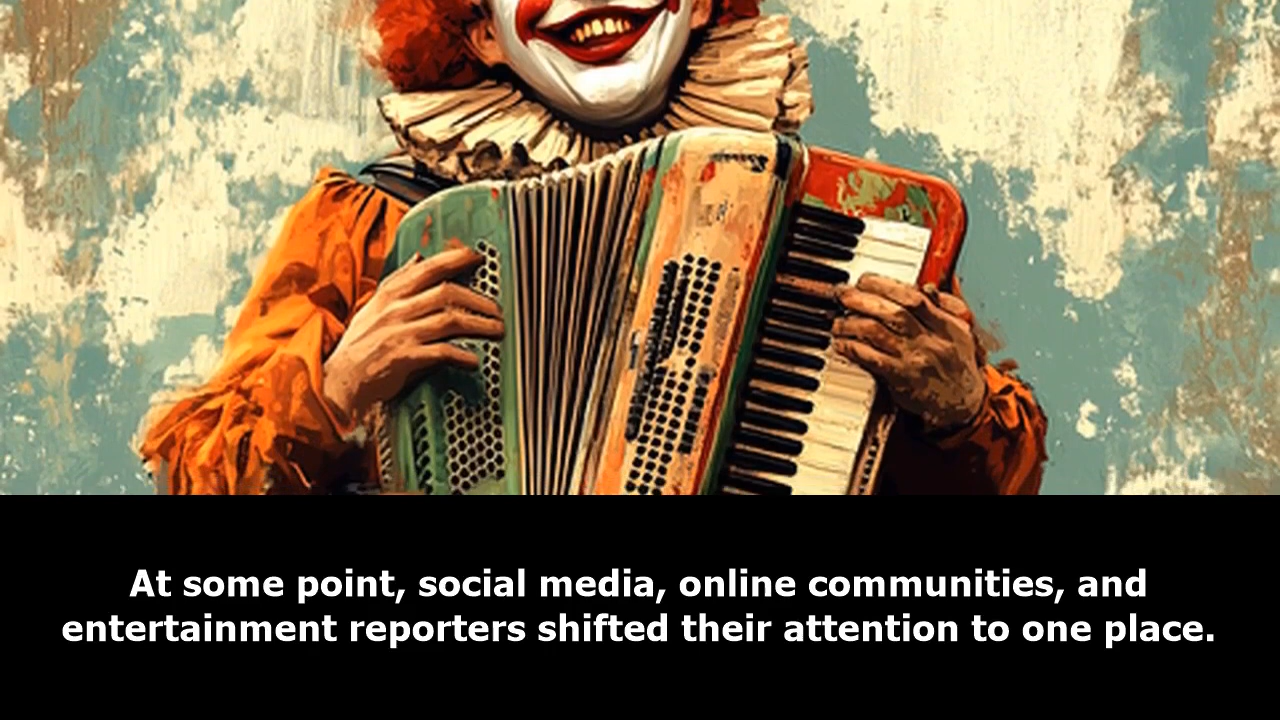 At some point, social media, online communities, and
entertainment reporters shifted their attention to one place.